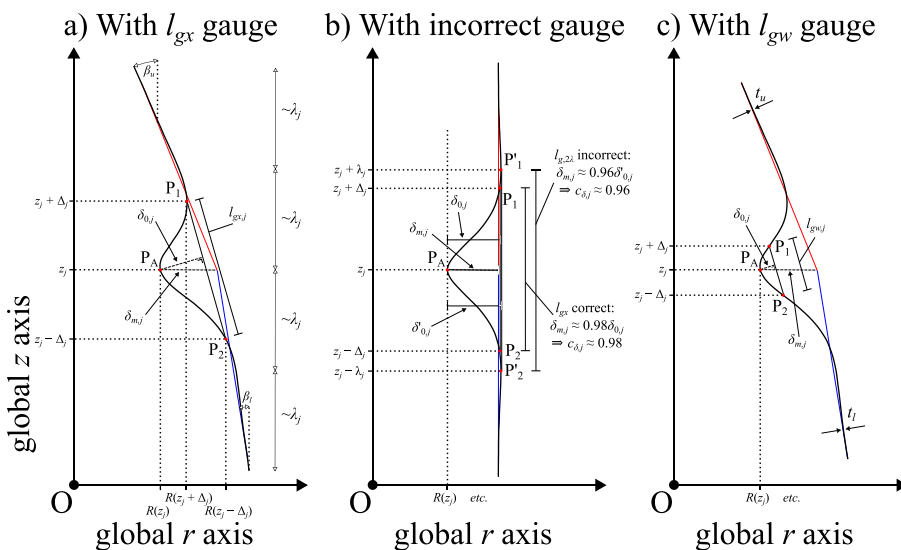 a) With l_gx gauge
b) With incorrect gauge
c) With l_gw gauge
global z axis
β_u
~λ_j
~λ_j
~λ_j
~λ_j
P_1
z_j + Δ_j
δ_0,j
l_gx,j
P_A
z_j
δ_m,j
z_j − Δ_j
P_2
β_l
O
R(z_j + Δ_j)
R(z_j)
R(z_j − Δ_j)
global r axis
z_j + λ_j
P'_1
z_j + Δ_j
P_1
δ_0,j
δ_m,j
P_A
z_j
δ'_0,j
z_j − Δ_j
P_2
z_j − λ_j
P'_2
l_g,2λ incorrect:
δ_m,j ≈ 0.96δ'_0,j
⇒ c_δ,j ≈ 0.96
l_gx correct:
δ_m,j ≈ 0.98δ_0,j
⇒ c_δ,j ≈ 0.98
O
R(z_j) etc.
global r axis
t_u
δ_0,j
l_gw,j
z_j + Δ_j
P_1
P_A
z_j
z_j − Δ_j
P_2
δ_m,j
t_l
O
R(z_j) etc.
global r axis